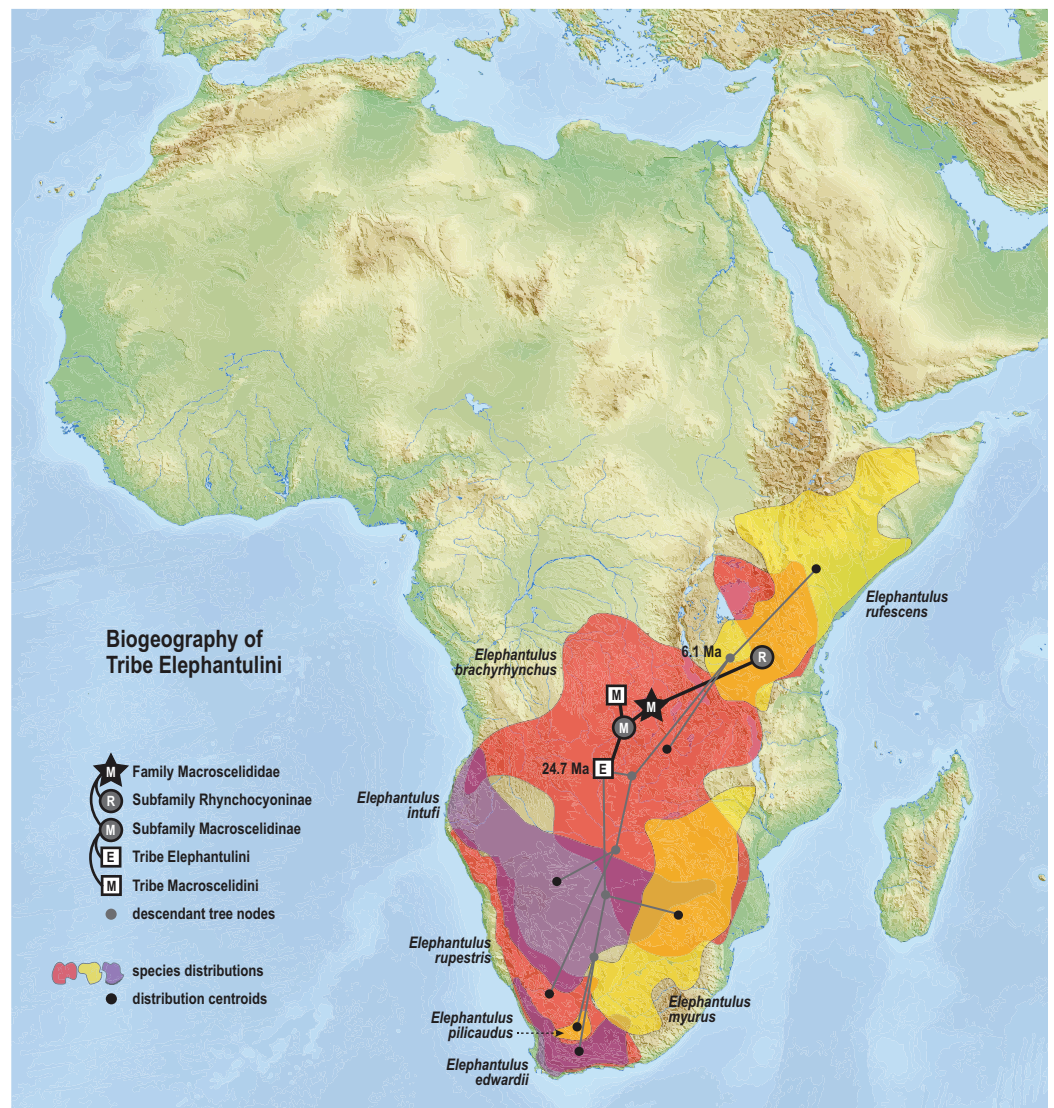 Elephantulus
rufescens
Biogeography of
Tribe Elephantulini
Elephantulus
brachyrhynchus
6.1 Ma
R
M
M
M
24.7 Ma
E
M
Family Macroscelididae
R
Subfamily Rhynchocyoninae
M
Subfamily Macroscelidinae
E
Tribe Elephantulini
M
Tribe Macroscelidini
descendant tree nodes
species distributions
distribution centroids
Elephantulus
intufi
Elephantulus
rupestris
Elephantulus
pilicaudus
Elephantulus
edwardii
Elephantulus
myurus